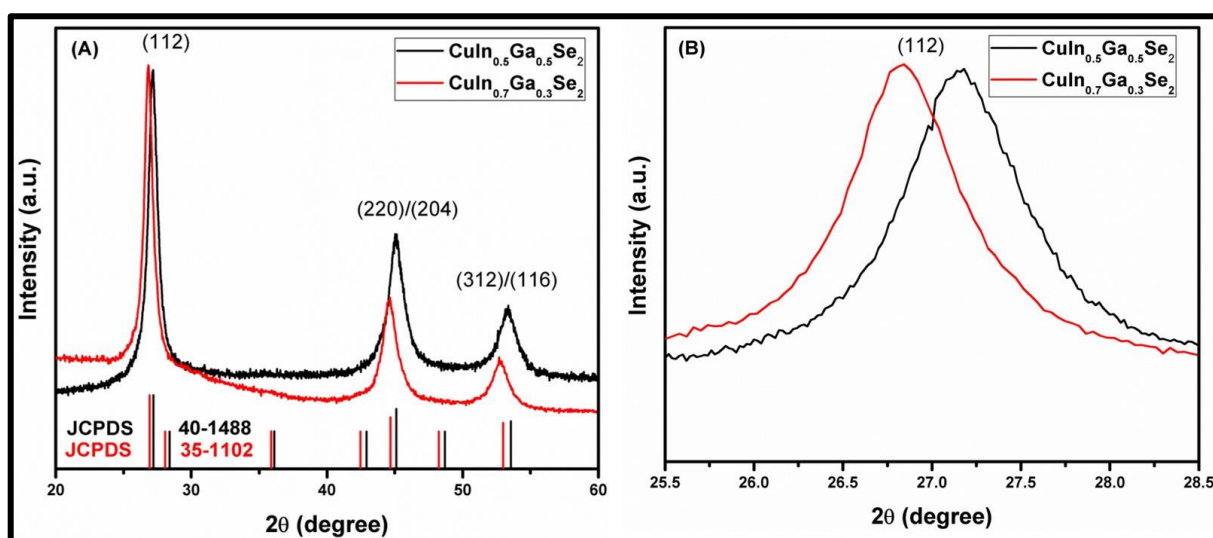 (A)
(112)
CuIn0.5Ga0.5Se2
CuIn0.7Ga0.3Se2
(220)/(204)
(312)/(116)
Intensity (a.u.)
JCPDS 40-1488
JCPDS 35-1102
20 30 40 50 60
2θ (degree)
(B)
(112)
CuIn0.5Ga0.5Se2
CuIn0.7Ga0.3Se2
Intensity (a.u.)
25.5 26.0 26.5 27.0 27.5 28.0 28.5
2θ (degree)